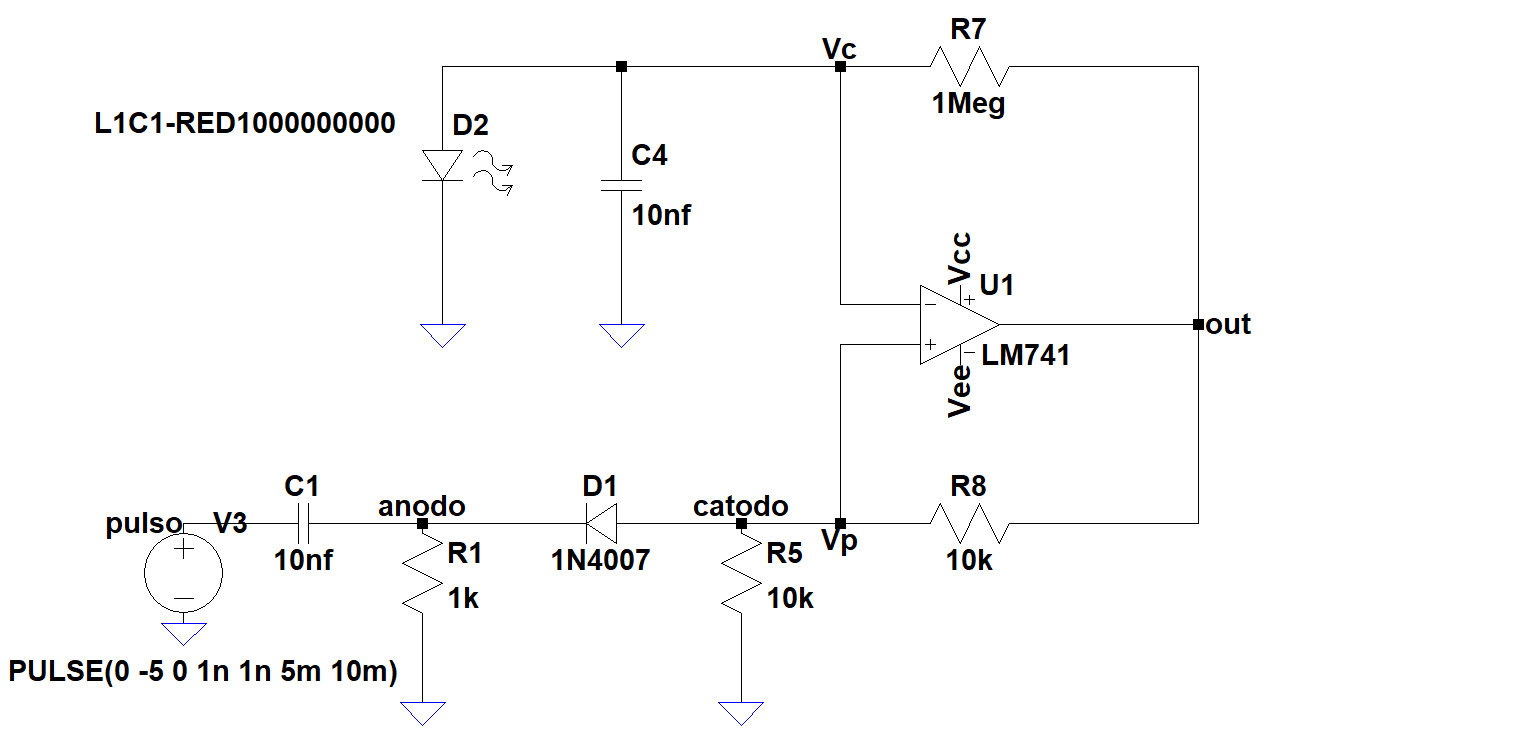 R7
Vc
1Meg
L1C1-RED1000000000
D2
C4
10nf
Vcc
U1
+
−
+
−
out
LM741
Vee
C1
D1
R8
anodo
catodo
pulso
V3
Vp
10nf
R1
1N4007
R5
10k
1k
10k
+
−
PULSE(0 -5 0 1n 1n 5m 10m)